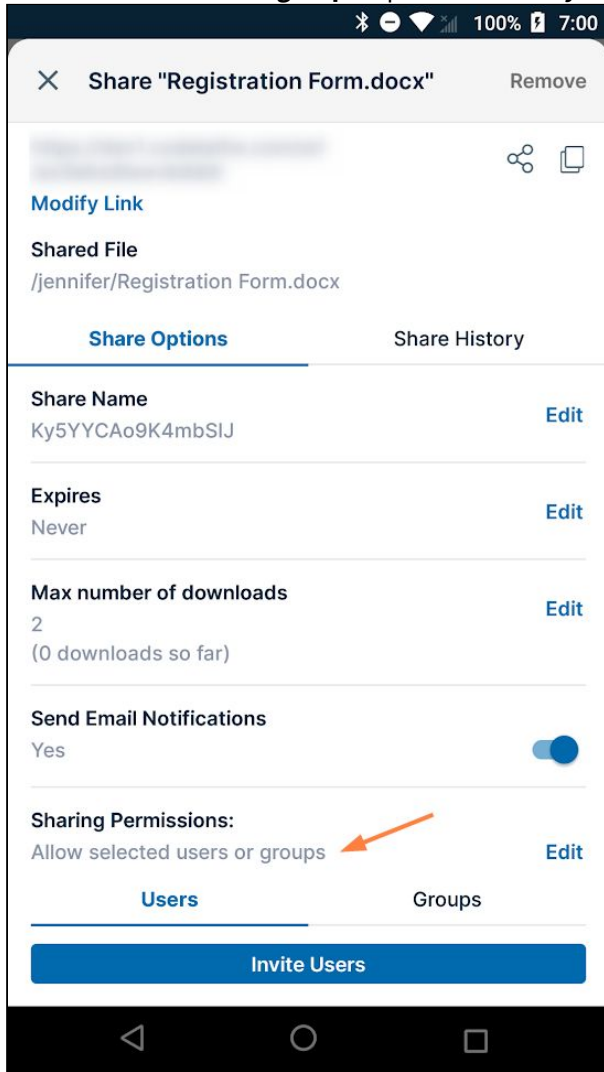 100% 7:00
Share "Registration Form.docx" Remove
Modify Link
Shared File
/jennifer/Registration Form.docx
Share Options Share History
Share Name
Ky5YYCAo9K4mbSIJ Edit
Expires
Never Edit
Max number of downloads
2 Edit
(0 downloads so far)
Send Email Notifications
Yes
Sharing Permissions:
Allow selected users or groups Edit
Users Groups
Invite Users